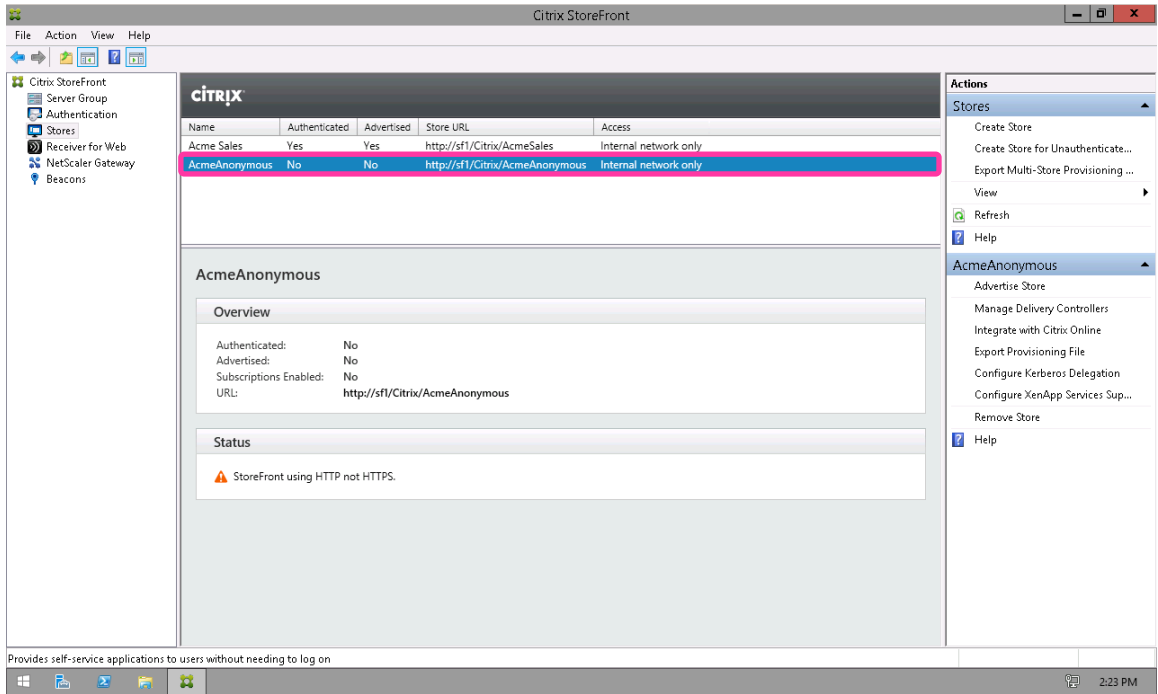 Citrix StoreFront
File Action View Help
Citrix StoreFront
Server Group
Authentication
Stores
Receiver for Web
NetScaler Gateway
Beacons
CİTRIX
Name Authenticated Advertised Store URL Access
Acme Sales Yes Yes http://sf1/Citrix/AcmeSales Internal network only
AcmeAnonymous No No http://sf1/Citrix/AcmeAnonymous Internal network only
AcmeAnonymous
Overview
Authenticated: No
Advertised: No
Subscriptions Enabled: No
URL: http://sf1/Citrix/AcmeAnonymous
Status
StoreFront using HTTP not HTTPS.
Actions
Stores
Create Store
Create Store for Unauthenticate...
Export Multi-Store Provisioning ...
View
Refresh
Help
AcmeAnonymous
Advertise Store
Manage Delivery Controllers
Integrate with Citrix Online
Export Provisioning File
Configure Kerberos Delegation
Configure XenApp Services Sup...
Remove Store
Help
Provides self-service applications to users without needing to log on
2:23 PM